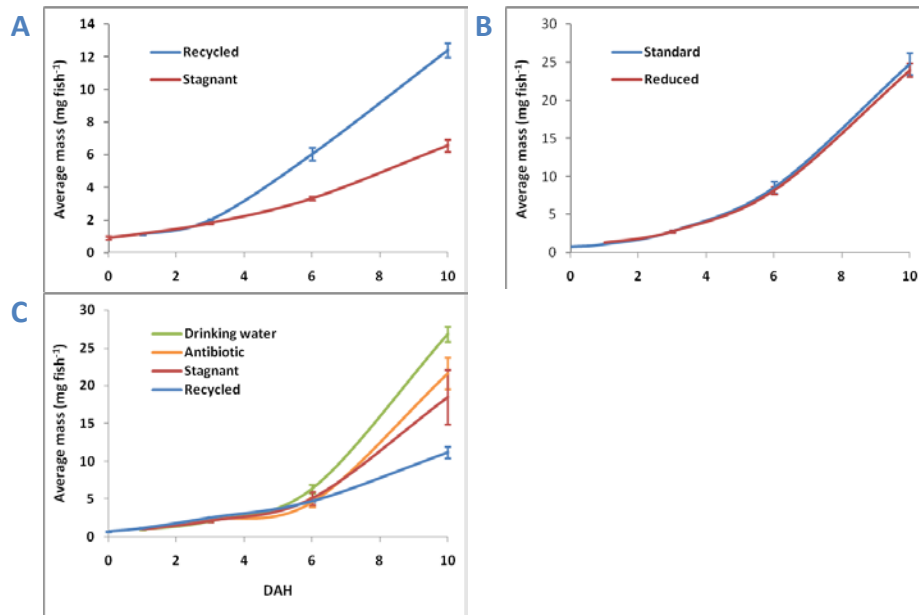 A
Average mass (mg fish⁻¹)
14
12
10
8
6
4
2
0
Recycled
Stagnant
0 2 4 6 8 10
B
Average mass (mg fish⁻¹)
30
25
20
15
10
5
0
Standard
Reduced
0 2 4 6 8 10
C
Average mass (mg fish⁻¹)
30
25
20
15
10
5
0
Drinking water
Antibiotic
Stagnant
Recycled
0 2 4 6 8 10
DAH